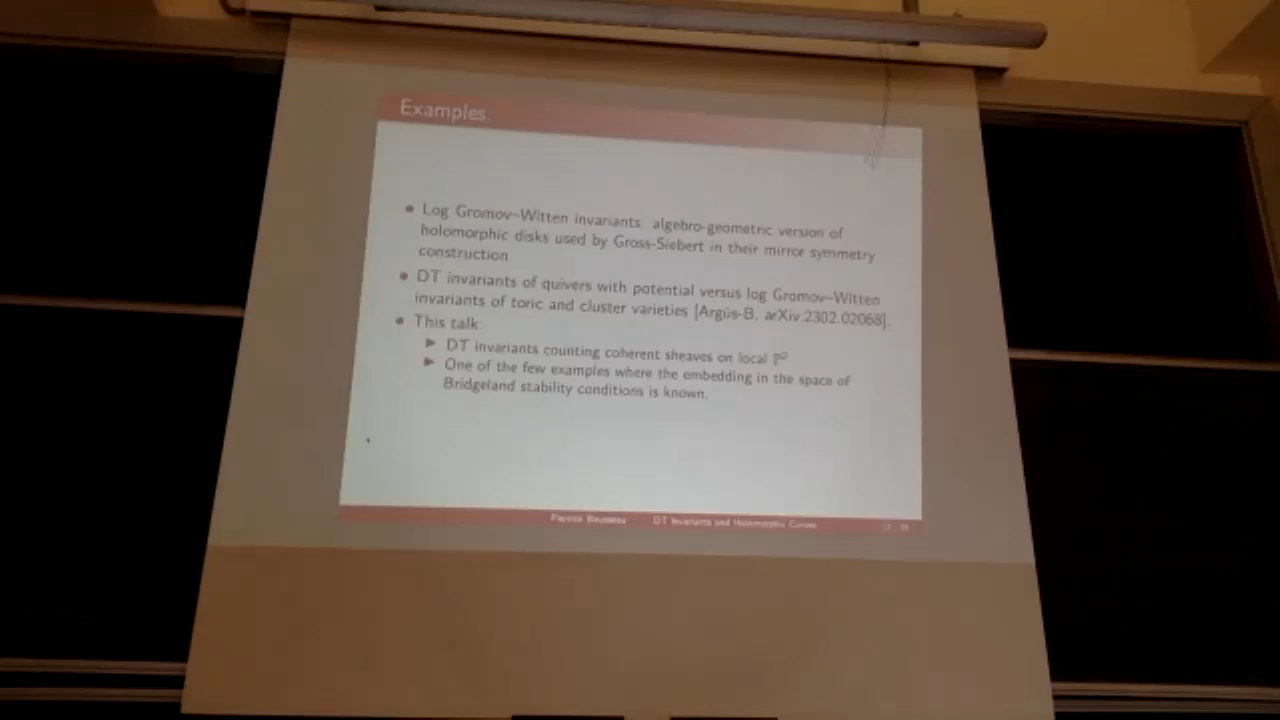 Examples:
• Log Gromov–Witten invariants: algebro-geometric version of
holomorphic disks used by Gross-Siebert in their mirror symmetry
construction
• DT invariants of quivers with potential versus log Gromov–Witten
invariants of toric and cluster varieties [Argüs-B, arXiv:2302.02068].
• This talk:
▶ DT invariants counting coherent sheaves on local ℙ²
▶ One of the few examples where the embedding in the space of
Bridgeland stability conditions is known.
Pierrick Bousseau DT Invariants and Holomorphic Curves